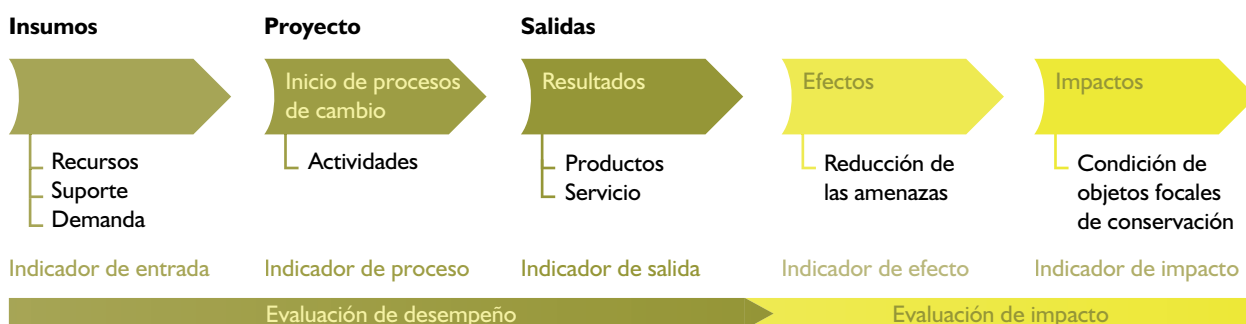 Insumos
Proyecto
Salidas
Inicio de procesos
de cambio
Resultados
Efectos
Impactos
Recursos
Suporte
Demanda
Actividades
Productos
Servicio
Reducción de
las amenazas
Condición de
objetos focales
de conservación
Indicador de entrada
Indicador de proceso
Indicador de salida
Indicador de efecto
Indicador de impacto
Evaluación de desempeño
Evaluación de impacto